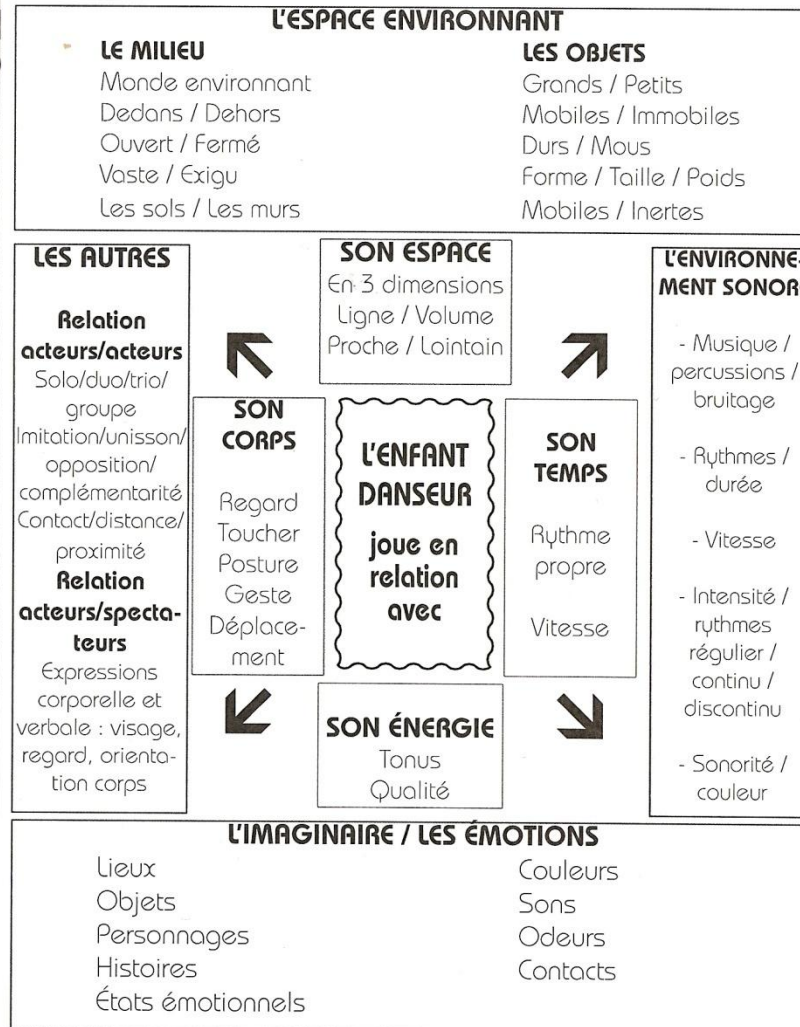 L'ESPACE ENVIRONNANT
LE MILIEU
Monde environnant
Dedans / Dehors
Ouvert / Fermé
Vaste / Exigu
Les sols / Les murs
LES OBJETS
Grands / Petits
Mobiles / Immobiles
Durs / Mous
Forme / Taille / Poids
Mobiles / Inertes
LES AUTRES
Relation
acteurs/acteurs
Solo/duo/trio/
groupe
Imitation/unisson/
opposition/
complémentarité
Contact/distance/
proximité
Relation
acteurs/specta-
teurs
Expressions
corporelle et
verbale : visage,
regard, orienta-
tion corps
SON ESPACE
En 3 dimensions
Ligne / Volume
Proche / Lointain
SON
CORPS
Regard
Toucher
Posture
Geste
Déplace-
ment
L'ENFANT
DANSEUR
joue en
relation
avec
SON
TEMPS
Rythme
propre
Vitesse
SON ÉNERGIE
Tonus
Qualité
L'ENVIRONNE-
MENT SONOR
- Musique /
percussions /
bruitage
- Rythmes /
durée
- Vitesse
- Intensité /
rythmes
régulier /
continu /
discontinu
- Sonorité /
couleur
L'IMAGINAIRE / LES ÉMOTIONS
Lieux
Objets
Personnages
Histoires
États émotionnels
Couleurs
Sons
Odeurs
Contacts